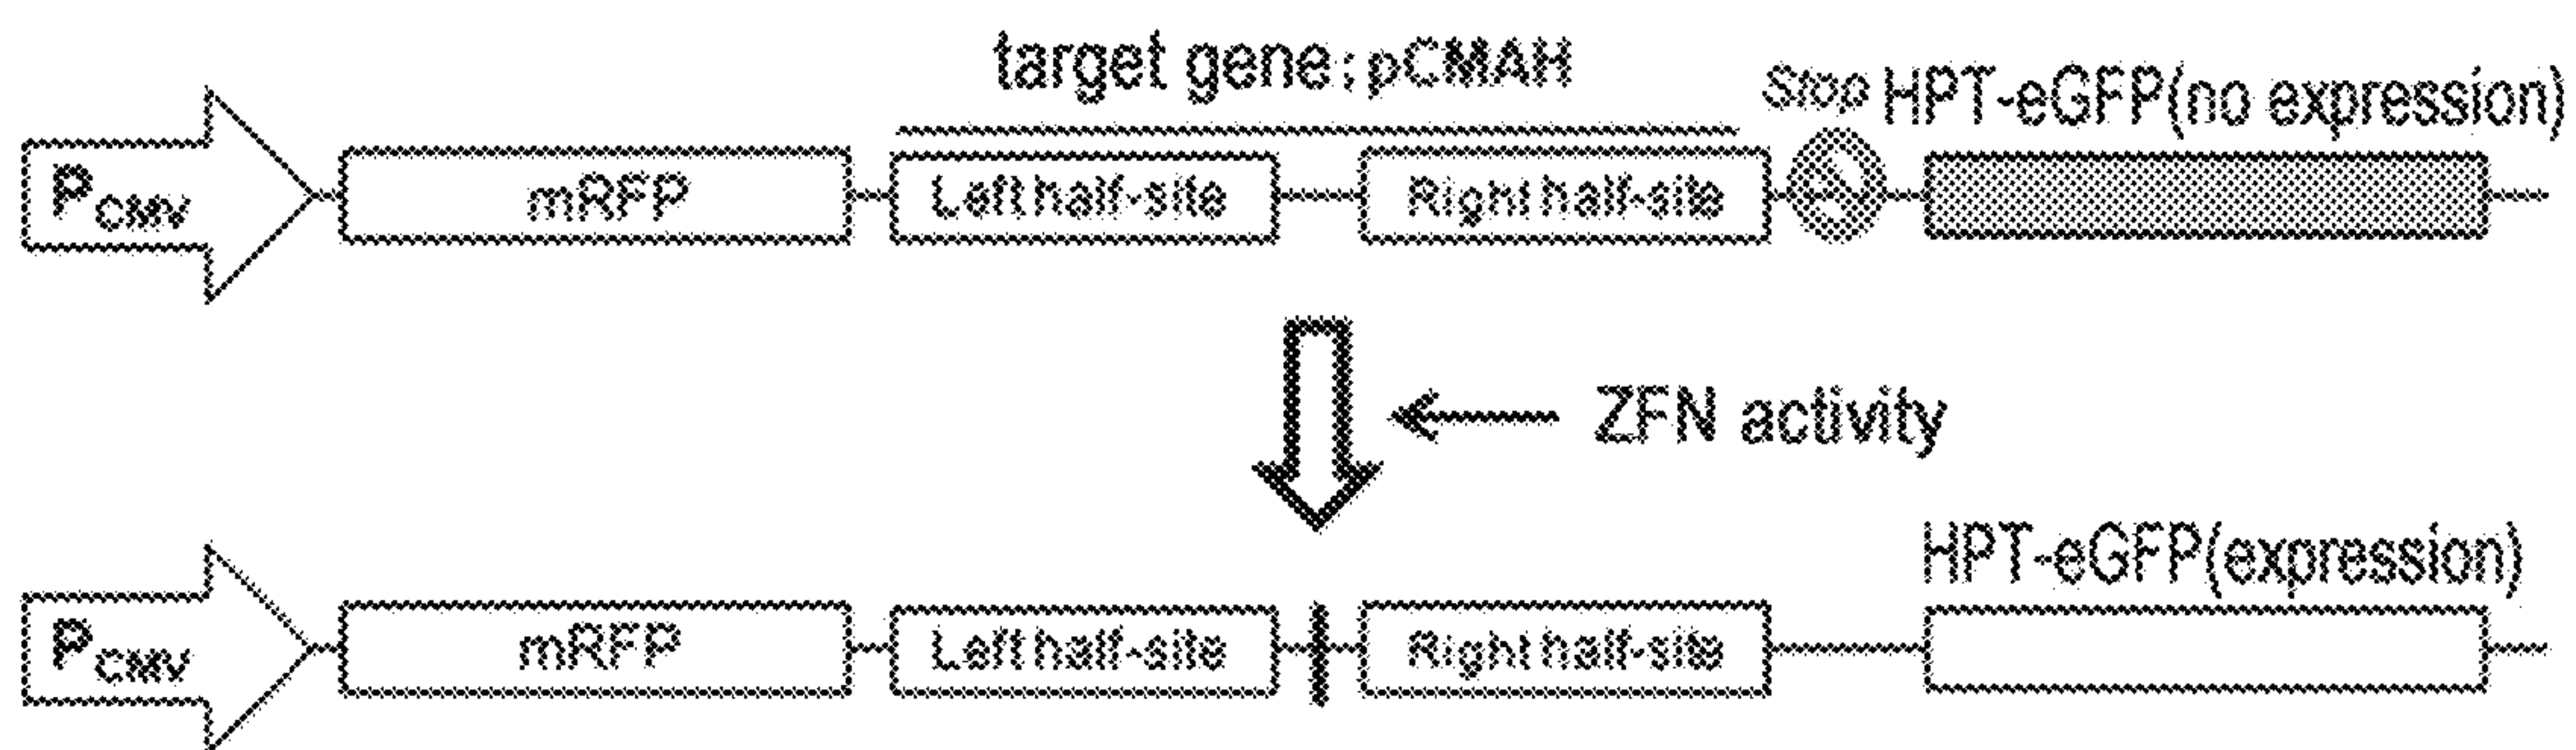 target gene; pCMAH
Stop HPT-eGFP(no expression)
PCMV mRFP Left half-site Right half-site
ZFN activity
HPT-eGFP(expression)
PCMV mRFP Left half-site Right half-site